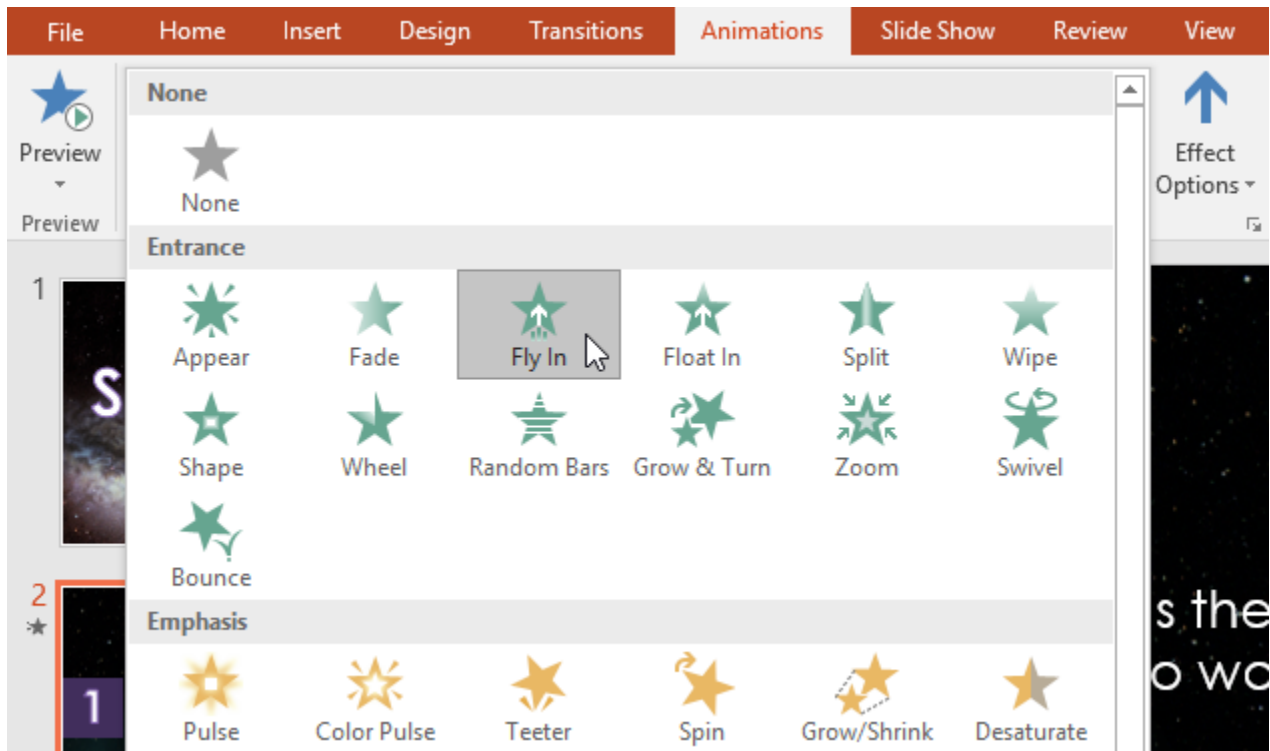 File Home Insert Design Transitions Animations Slide Show Review View
None
None
Preview
Effect
Options
Preview
Entrance
1
Appear Fade Fly In Float In Split Wipe
S
Shape Wheel Random Bars Grow & Turn Zoom Swivel
Bounce
2
s the
Emphasis
o wo
1
Pulse Color Pulse Teeter Spin Grow/Shrink Desaturate